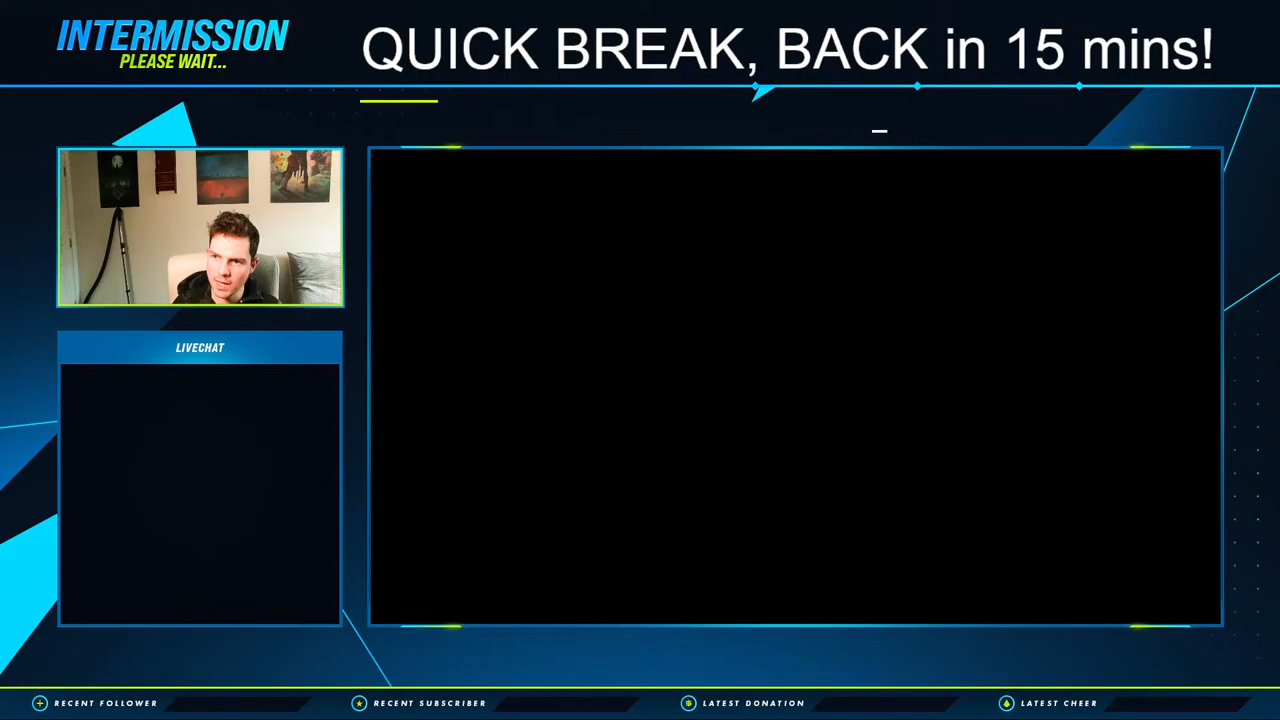 INTERMISSION
PLEASE WAIT...
QUICK BREAK, BACK in 15 mins!
LIVECHAT
RECENT FOLLOWER
RECENT SUBSCRIBER
LATEST DONATION
LATEST CHEER